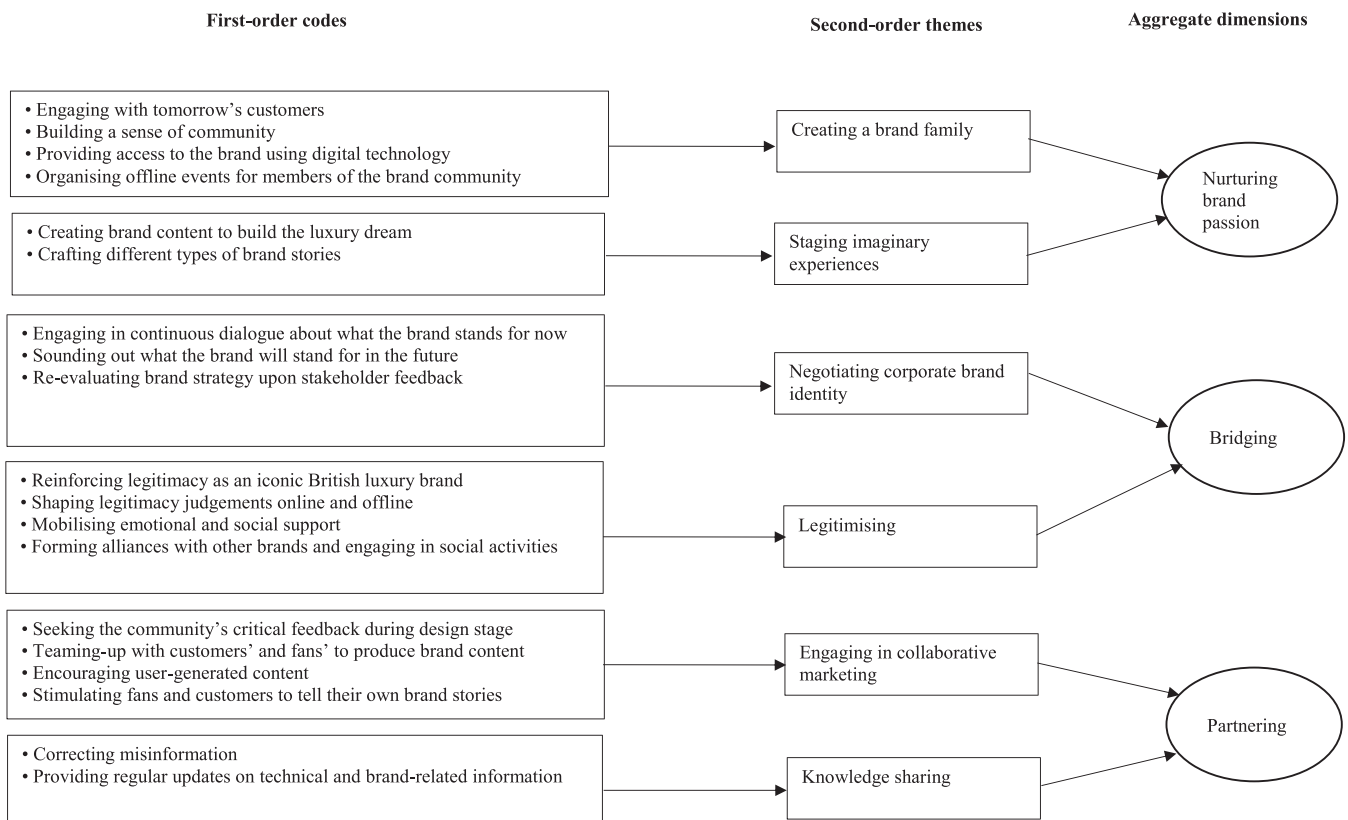 First-order codes
Second-order themes
Aggregate dimensions
• Engaging with tomorrow’s customers
• Building a sense of community
• Providing access to the brand using digital technology
• Organising offline events for members of the brand community
Creating a brand family
Nurturing
brand
passion
• Creating brand content to build the luxury dream
• Crafting different types of brand stories
Staging imaginary
experiences
• Engaging in continuous dialogue about what the brand stands for now
• Sounding out what the brand will stand for in the future
• Re-evaluating brand strategy upon stakeholder feedback
Negotiating corporate brand
identity
Bridging
• Reinforcing legitimacy as an iconic British luxury brand
• Shaping legitimacy judgements online and offline
• Mobilising emotional and social support
• Forming alliances with other brands and engaging in social activities
Legitimising
• Seeking the community’s critical feedback during design stage
• Teaming-up with customers’ and fans’ to produce brand content
• Encouraging user-generated content
• Stimulating fans and customers to tell their own brand stories
Engaging in collaborative
marketing
Partnering
• Correcting misinformation
• Providing regular updates on technical and brand-related information
Knowledge sharing